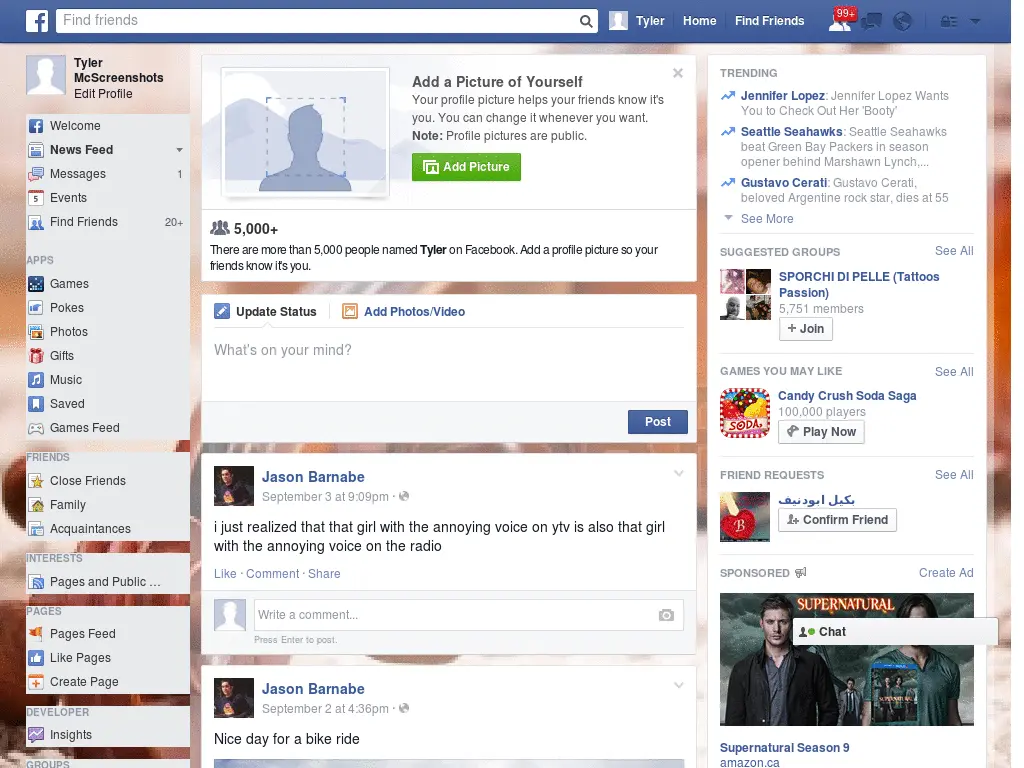 Find friends
Tyler
Home
Find Friends
99+
Tyler
McScreenshots
Edit Profile
Welcome
News Feed
Messages 1
5 Events
Find Friends 20+
APPS
Games
Pokes
Photos
Gifts
Music
Saved
Games Feed
FRIENDS
Close Friends
Family
Acquaintances
INTERESTS
Pages and Public ...
PAGES
Pages Feed
Like Pages
Create Page
DEVELOPER
Insights
GROUPS
Add a Picture of Yourself
Your profile picture helps your friends know it's
you. You can change it whenever you want.
Note: Profile pictures are public.
Add Picture
5,000+
There are more than 5,000 people named Tyler on Facebook. Add a profile picture so your
friends know it's you.
Update Status
Add Photos/Video
What's on your mind?
Post
Jason Barnabe
September 3 at 9:09pm ·
i just realized that that girl with the annoying voice on ytv is also that girl
with the annoying voice on the radio
Like · Comment · Share
Write a comment...
Press Enter to post.
Jason Barnabe
September 2 at 4:36pm ·
Nice day for a bike ride
TRENDING
Jennifer Lopez: Jennifer Lopez Wants
You to Check Out Her 'Booty'
Seattle Seahawks: Seattle Seahawks
beat Green Bay Packers in season
opener behind Marshawn Lynch,...
Gustavo Cerati: Gustavo Cerati,
beloved Argentine rock star, dies at 55
See More
SUGGESTED GROUPS See All
SPORCHI DI PELLE (Tattoos
Passion)
5,751 members
+ Join
GAMES YOU MAY LIKE See All
SODA
Candy Crush Soda Saga
100,000 players
Play Now
FRIEND REQUESTS See All
B
بكيل ابودنيف
Confirm Friend
SPONSORED Create Ad
SUPERNATURAL
Chat
Supernatural Season 9
amazon.ca